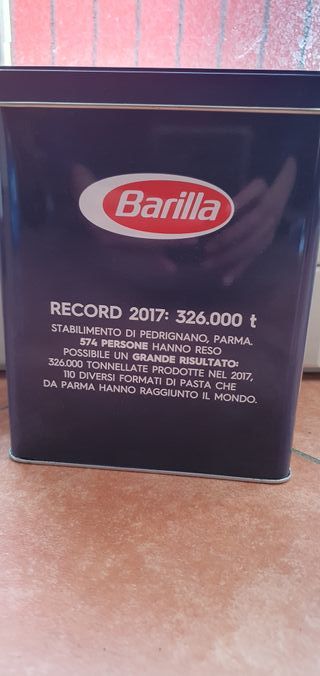 Barilla
RECORD 2017: 326.000 t
STABILIMENTO DI PEDRIGNANO, PARMA.
574 PERSONE HANNO RESO
POSSIBILE UN GRANDE RISULTATO:
326.000 TONNELLATE PRODOTTE NEL 2017,
110 DIVERSI FORMATI DI PASTA CHE
DA PARMA HANNO RAGGIUNTO IL MONDO.